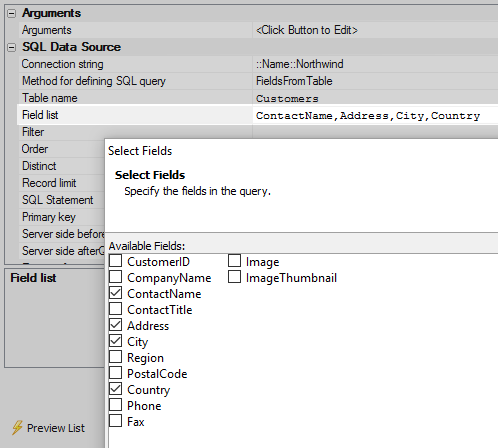 Arguments
Arguments <Click Button to Edit>
SQL Data Source
Connection string ::Name::Northwind
Method for defining SQL query FieldsFromTable
Table name Customers
Field list ContactName,Address,City,Country
Filter
Order
Distinct
Record limit
SQL Statement
Primary key
Server side before
Server side afterQ
Select Fields
Select Fields
Specify the fields in the query.
Available Fields:
CustomerID Image
CompanyName ImageThumbnail
ContactName
ContactTitle
Address
City
Region
PostalCode
Country
Phone
Fax
Field list
Preview List